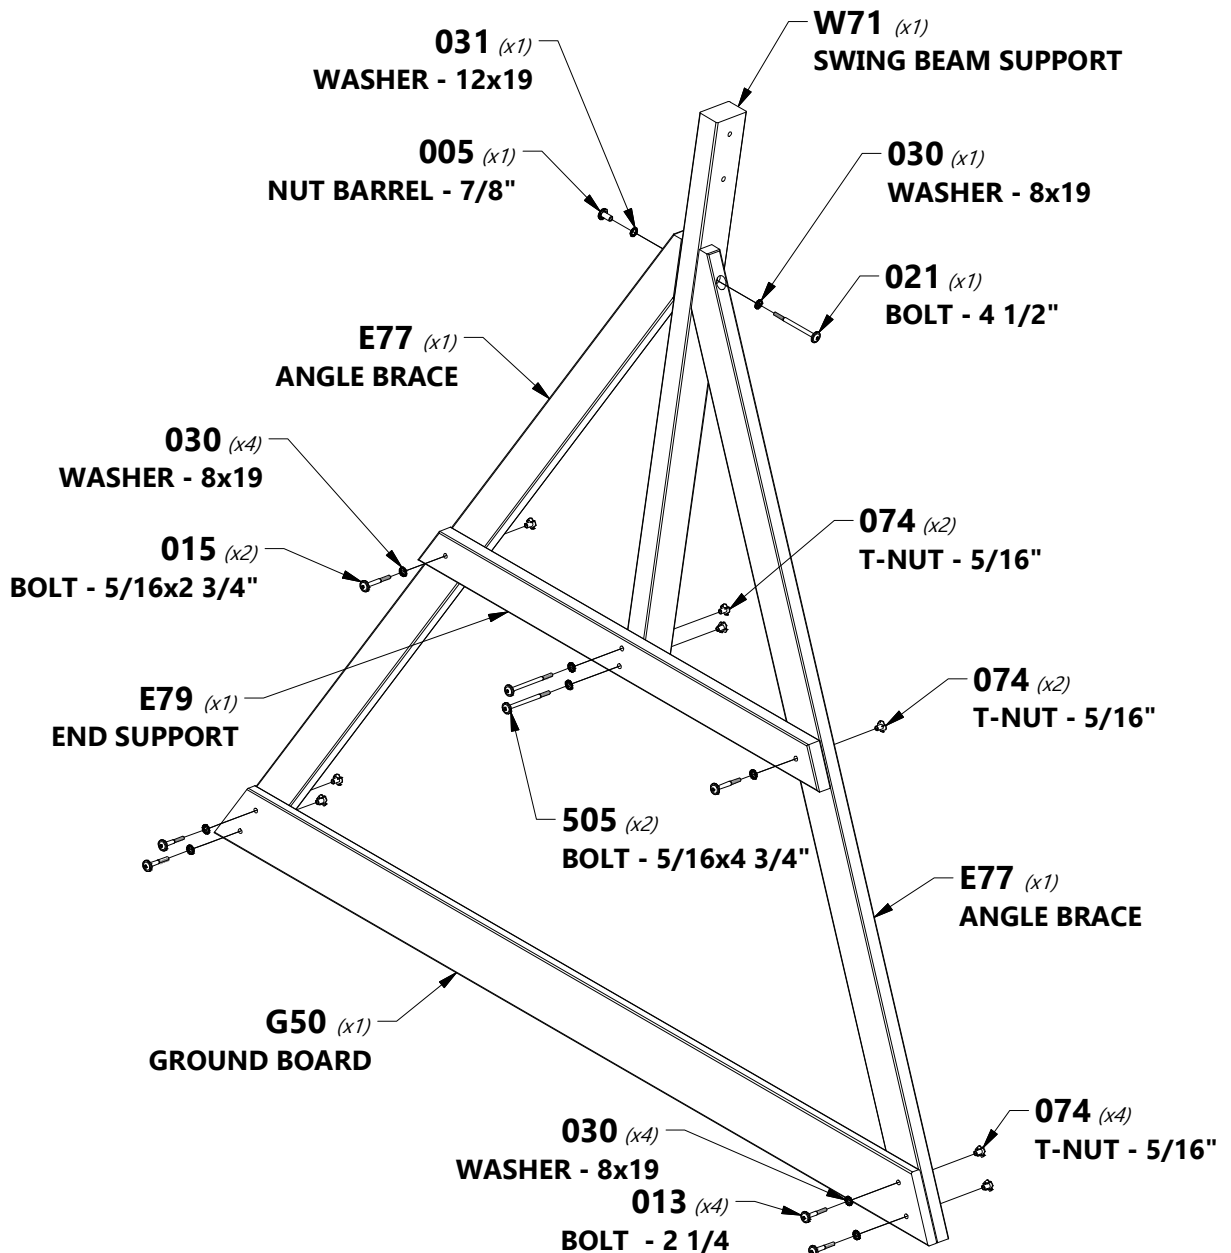 W71 (x1)
SWING BEAM SUPPORT
031 (x1)
WASHER - 12x19
005 (x1)
NUT BARREL - 7/8"
030 (x1)
WASHER - 8x19
021 (x1)
BOLT - 4 1/2"
E77 (x1)
ANGLE BRACE
030 (x4)
WASHER - 8x19
015 (x2)
BOLT - 5/16x2 3/4"
074 (x2)
T-NUT - 5/16"
E79 (x1)
END SUPPORT
074 (x2)
T-NUT - 5/16"
505 (x2)
BOLT - 5/16x4 3/4"
E77 (x1)
ANGLE BRACE
G50 (x1)
GROUND BOARD
074 (x4)
T-NUT - 5/16"
030 (x4)
WASHER - 8x19
013 (x4)
BOLT - 2 1/4